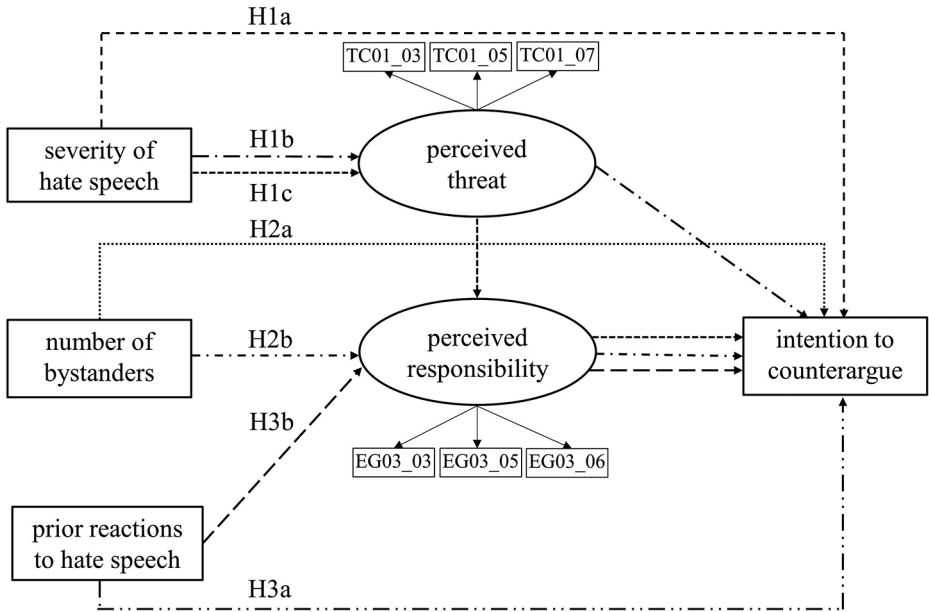 H1a
TC01_03 TC01_05 TC01_07
severity of
hate speech
H1b
H1c
perceived
threat
H2a
number of
bystanders
H2b
perceived
responsibility
intention to
counterargue
H3b
EG03_03 EG03_05 EG03_06
prior reactions
to hate speech
H3a